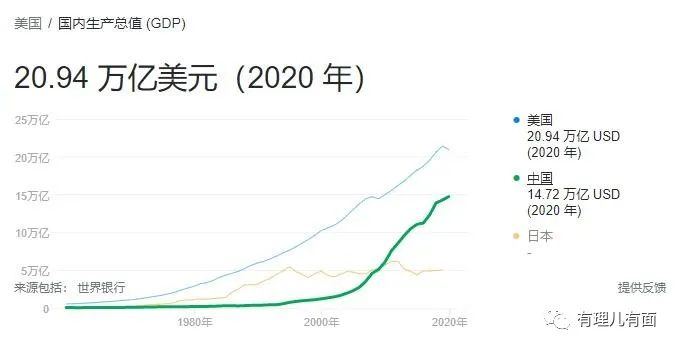 美国 / 国内生产总值 (GDP)
20.94 万亿美元（2020 年）
25万亿
20万亿
15万亿
10万亿
5万亿
0
1980年
2000年
2020年
来源包括： 世界银行
美国
20.94 万亿 USD
(2020 年)
中国
14.72 万亿 USD
(2020 年)
日本
-
提供反馈
有理儿有面